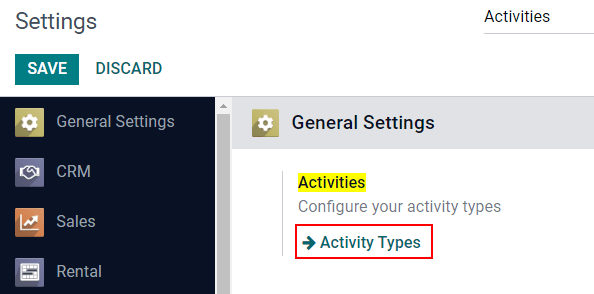 Settings
Activities
SAVE
DISCARD
General Settings
CRM
Sales
Rental
General Settings
Activities
Configure your activity types
Activity Types